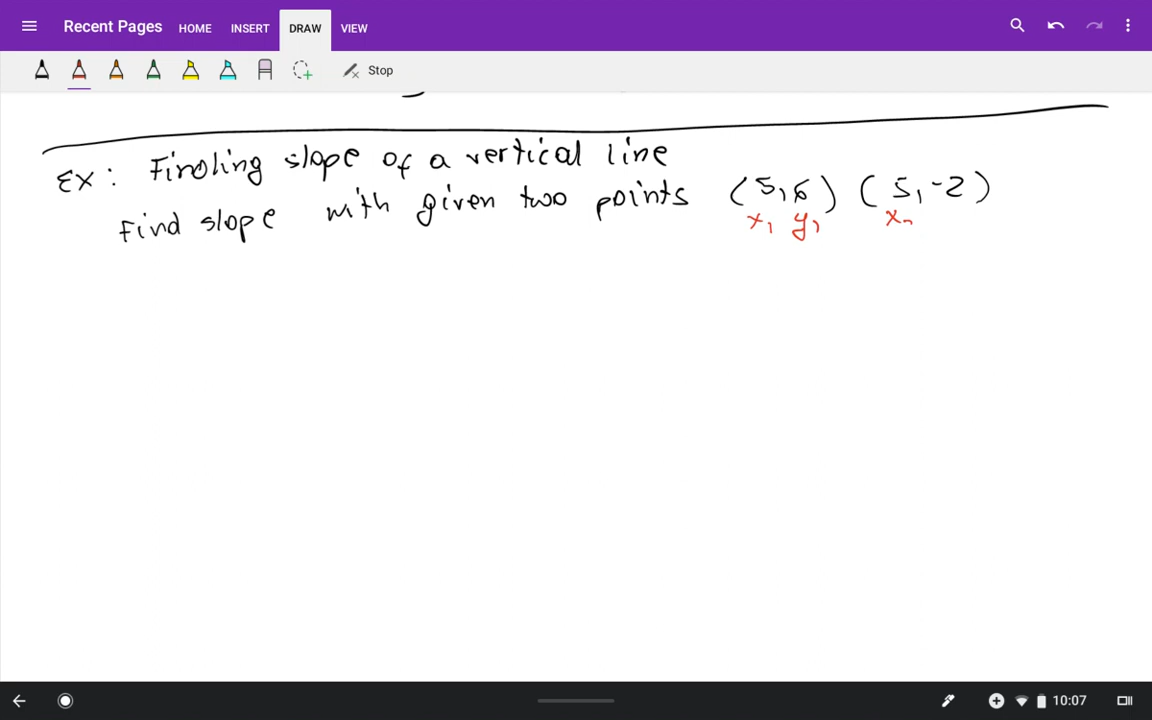 Recent Pages HOME INSERT DRAW VIEW
Stop
Ex: Finding slope of a vertical line
Find slope with given two points (5,6) (5,-2)
x₁ y₁ x₂
10:07